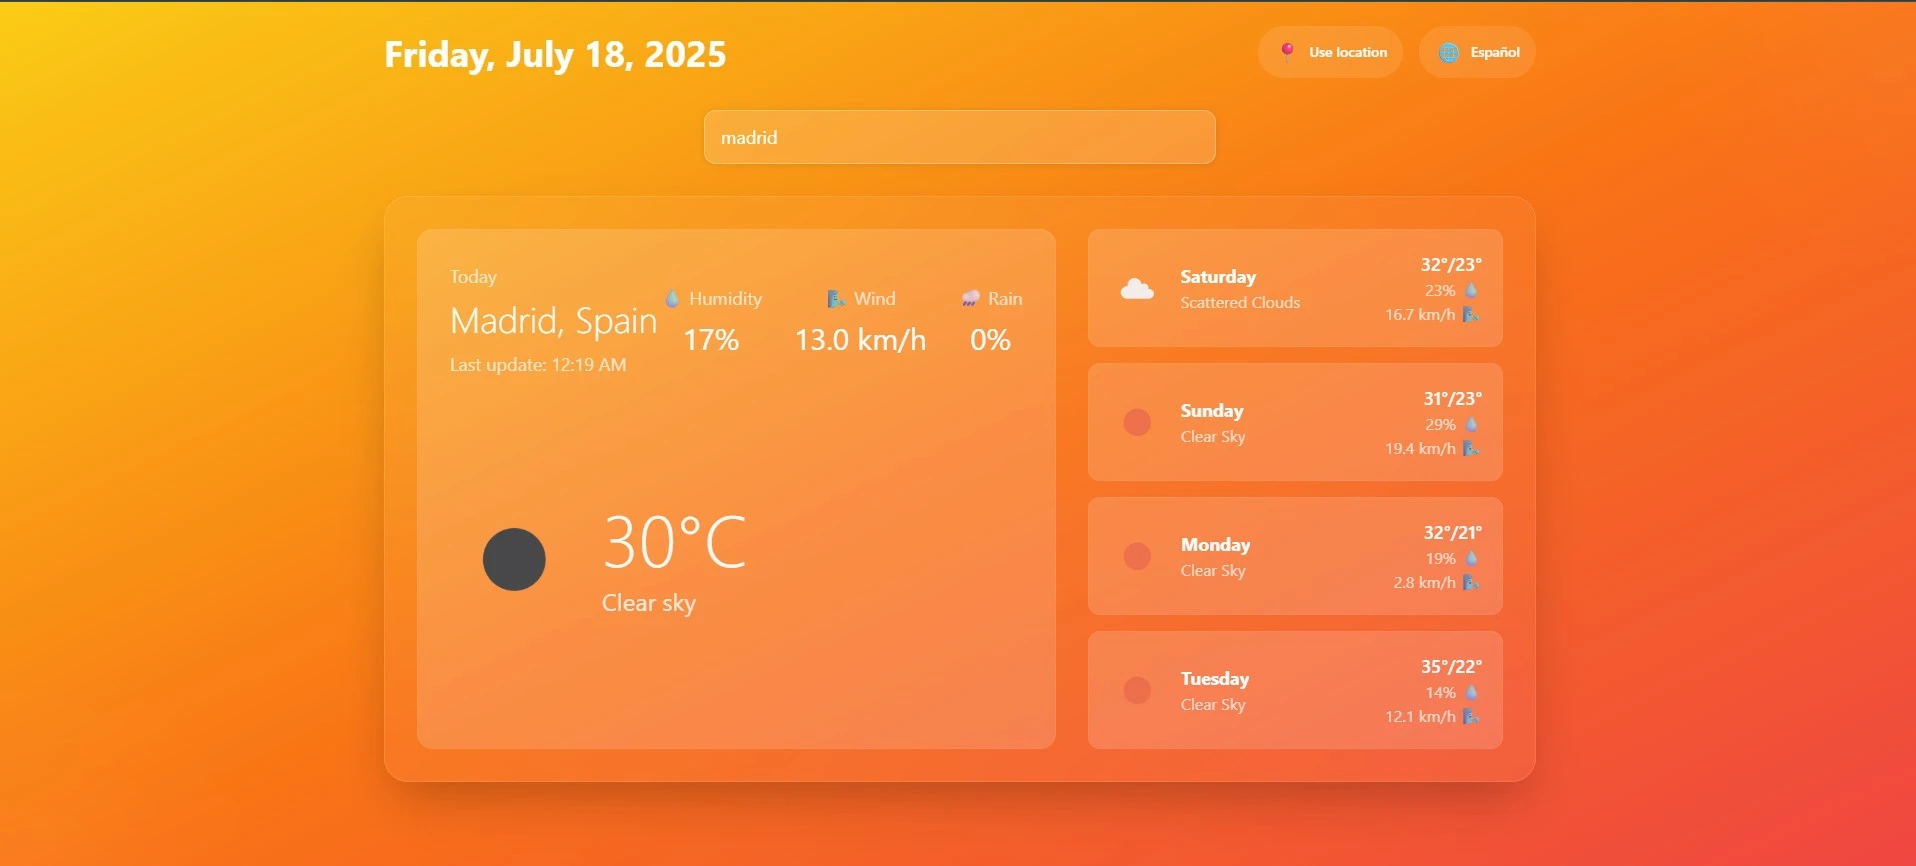 Friday, July 18, 2025
Use location
Español
madrid
Today
Madrid, Spain
Last update: 12:19 AM
Humidity
17%
Wind
13.0 km/h
Rain
0%
30°C
Clear sky
Saturday
Scattered Clouds
32°/23°
23%
16.7 km/h
Sunday
Clear Sky
31°/23°
29%
19.4 km/h
Monday
Clear Sky
32°/21°
19%
2.8 km/h
Tuesday
Clear Sky
35°/22°
14%
12.1 km/h